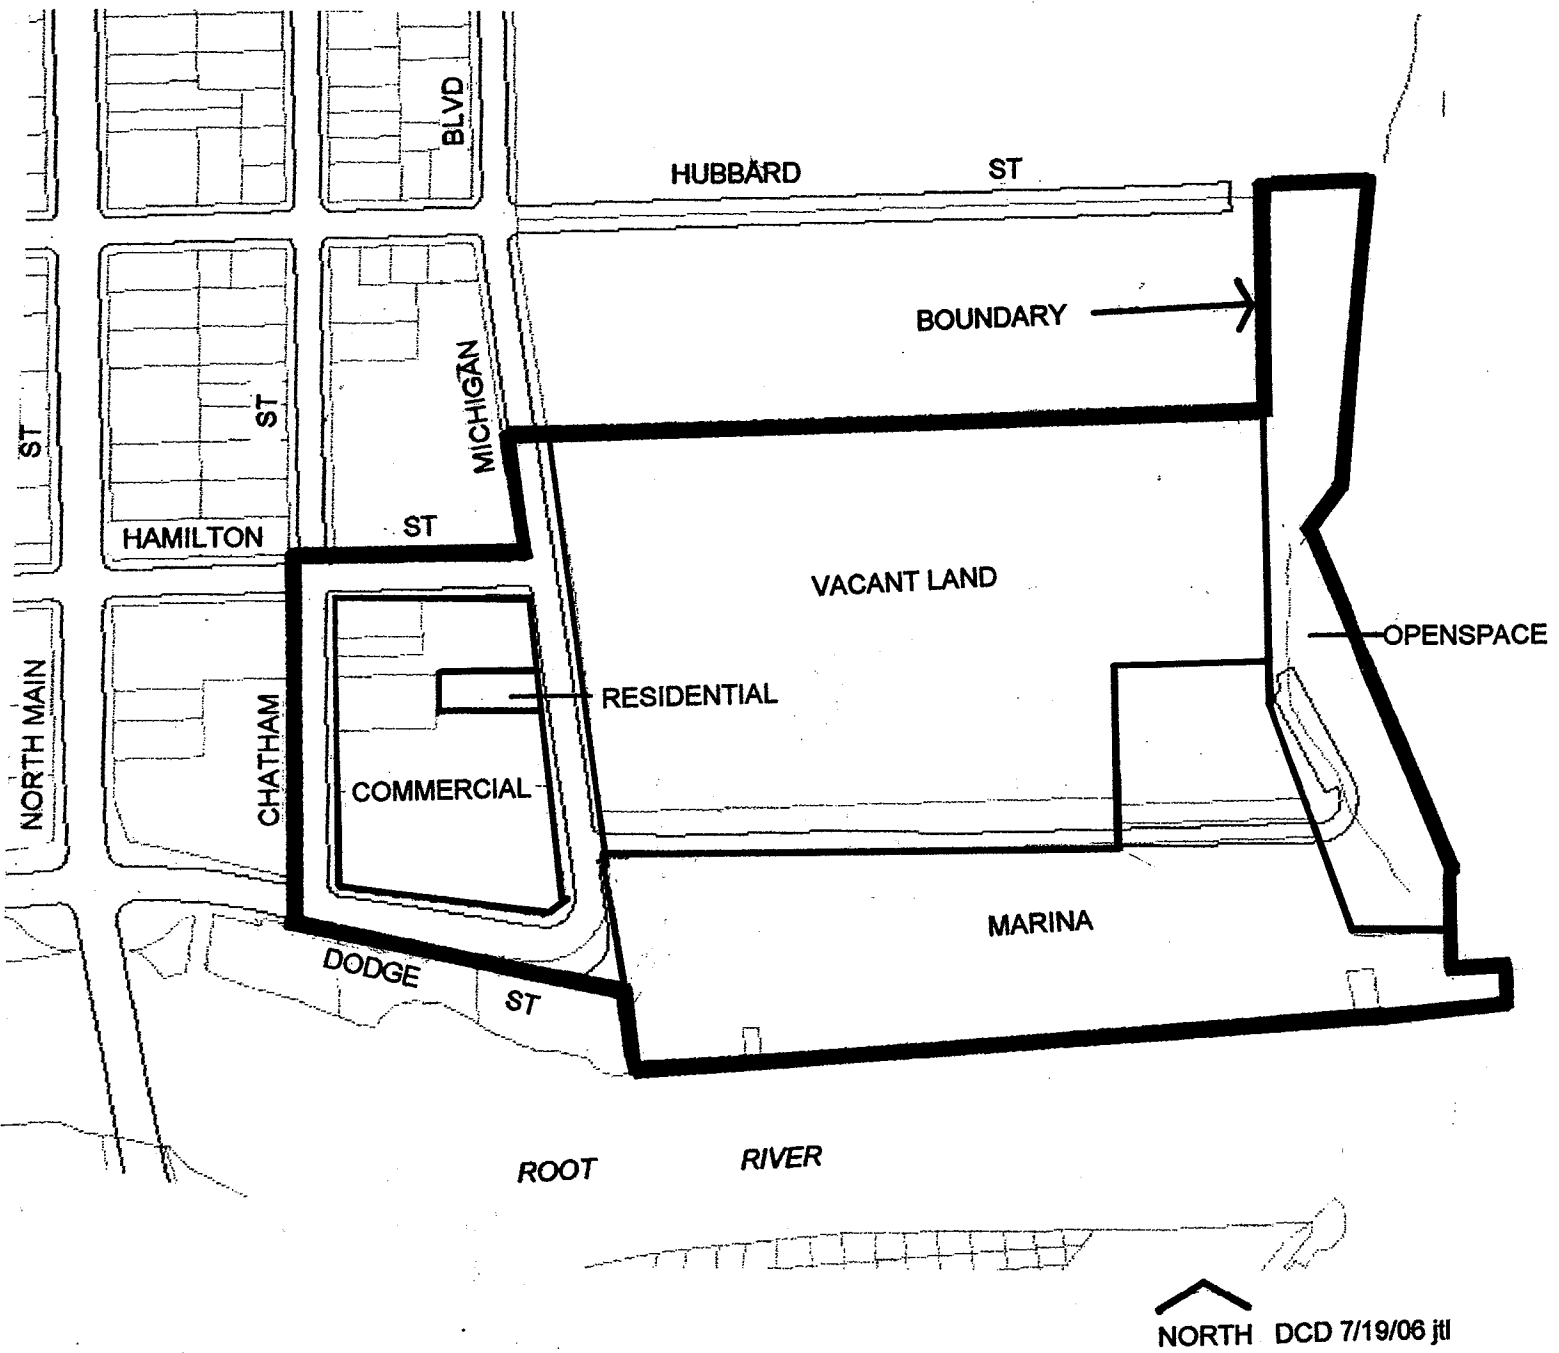 BLVD
HUBBARD ST
BOUNDARY
MICHIGAN
ST
ST
HAMILTON ST
VACANT LAND
OPENSPACE
RESIDENTIAL
NORTH MAIN
CHATHAM
COMMERCIAL
MARINA
DODGE ST
ROOT RIVER
NORTH DCD 7/19/06 jtl